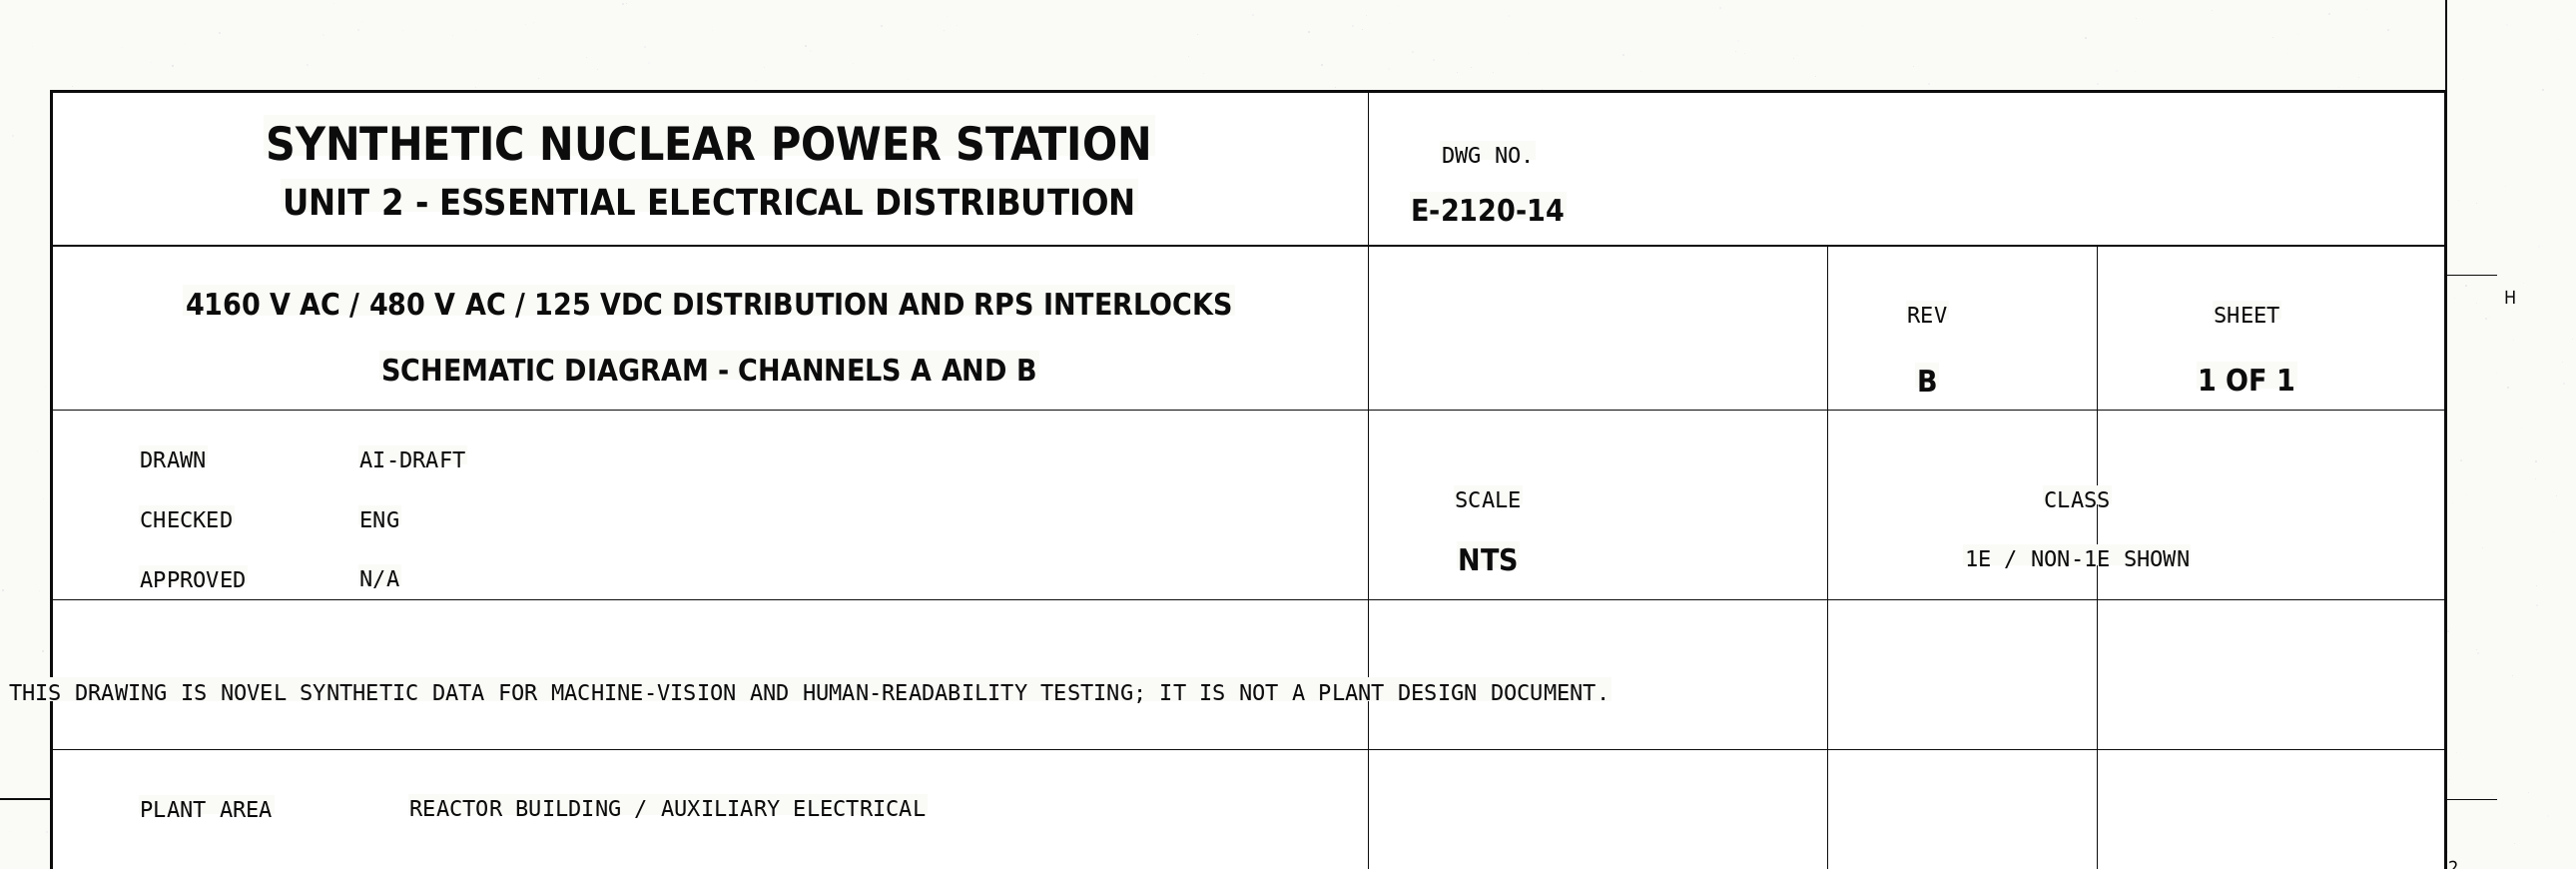 SYNTHETIC NUCLEAR POWER STATION
UNIT 2 - ESSENTIAL ELECTRICAL DISTRIBUTION
DWG NO.
E-2120-14
4160 V AC / 480 V AC / 125 VDC DISTRIBUTION AND RPS INTERLOCKS
SCHEMATIC DIAGRAM - CHANNELS A AND B
REV
B
SHEET
1 OF 1
H
DRAWN AI-DRAFT
CHECKED ENG
APPROVED N/A
SCALE
NTS
CLASS
1E / NON-1E SHOWN
THIS DRAWING IS NOVEL SYNTHETIC DATA FOR MACHINE-VISION AND HUMAN-READABILITY TESTING; IT IS NOT A PLANT DESIGN DOCUMENT.
PLANT AREA REACTOR BUILDING / AUXILIARY ELECTRICAL